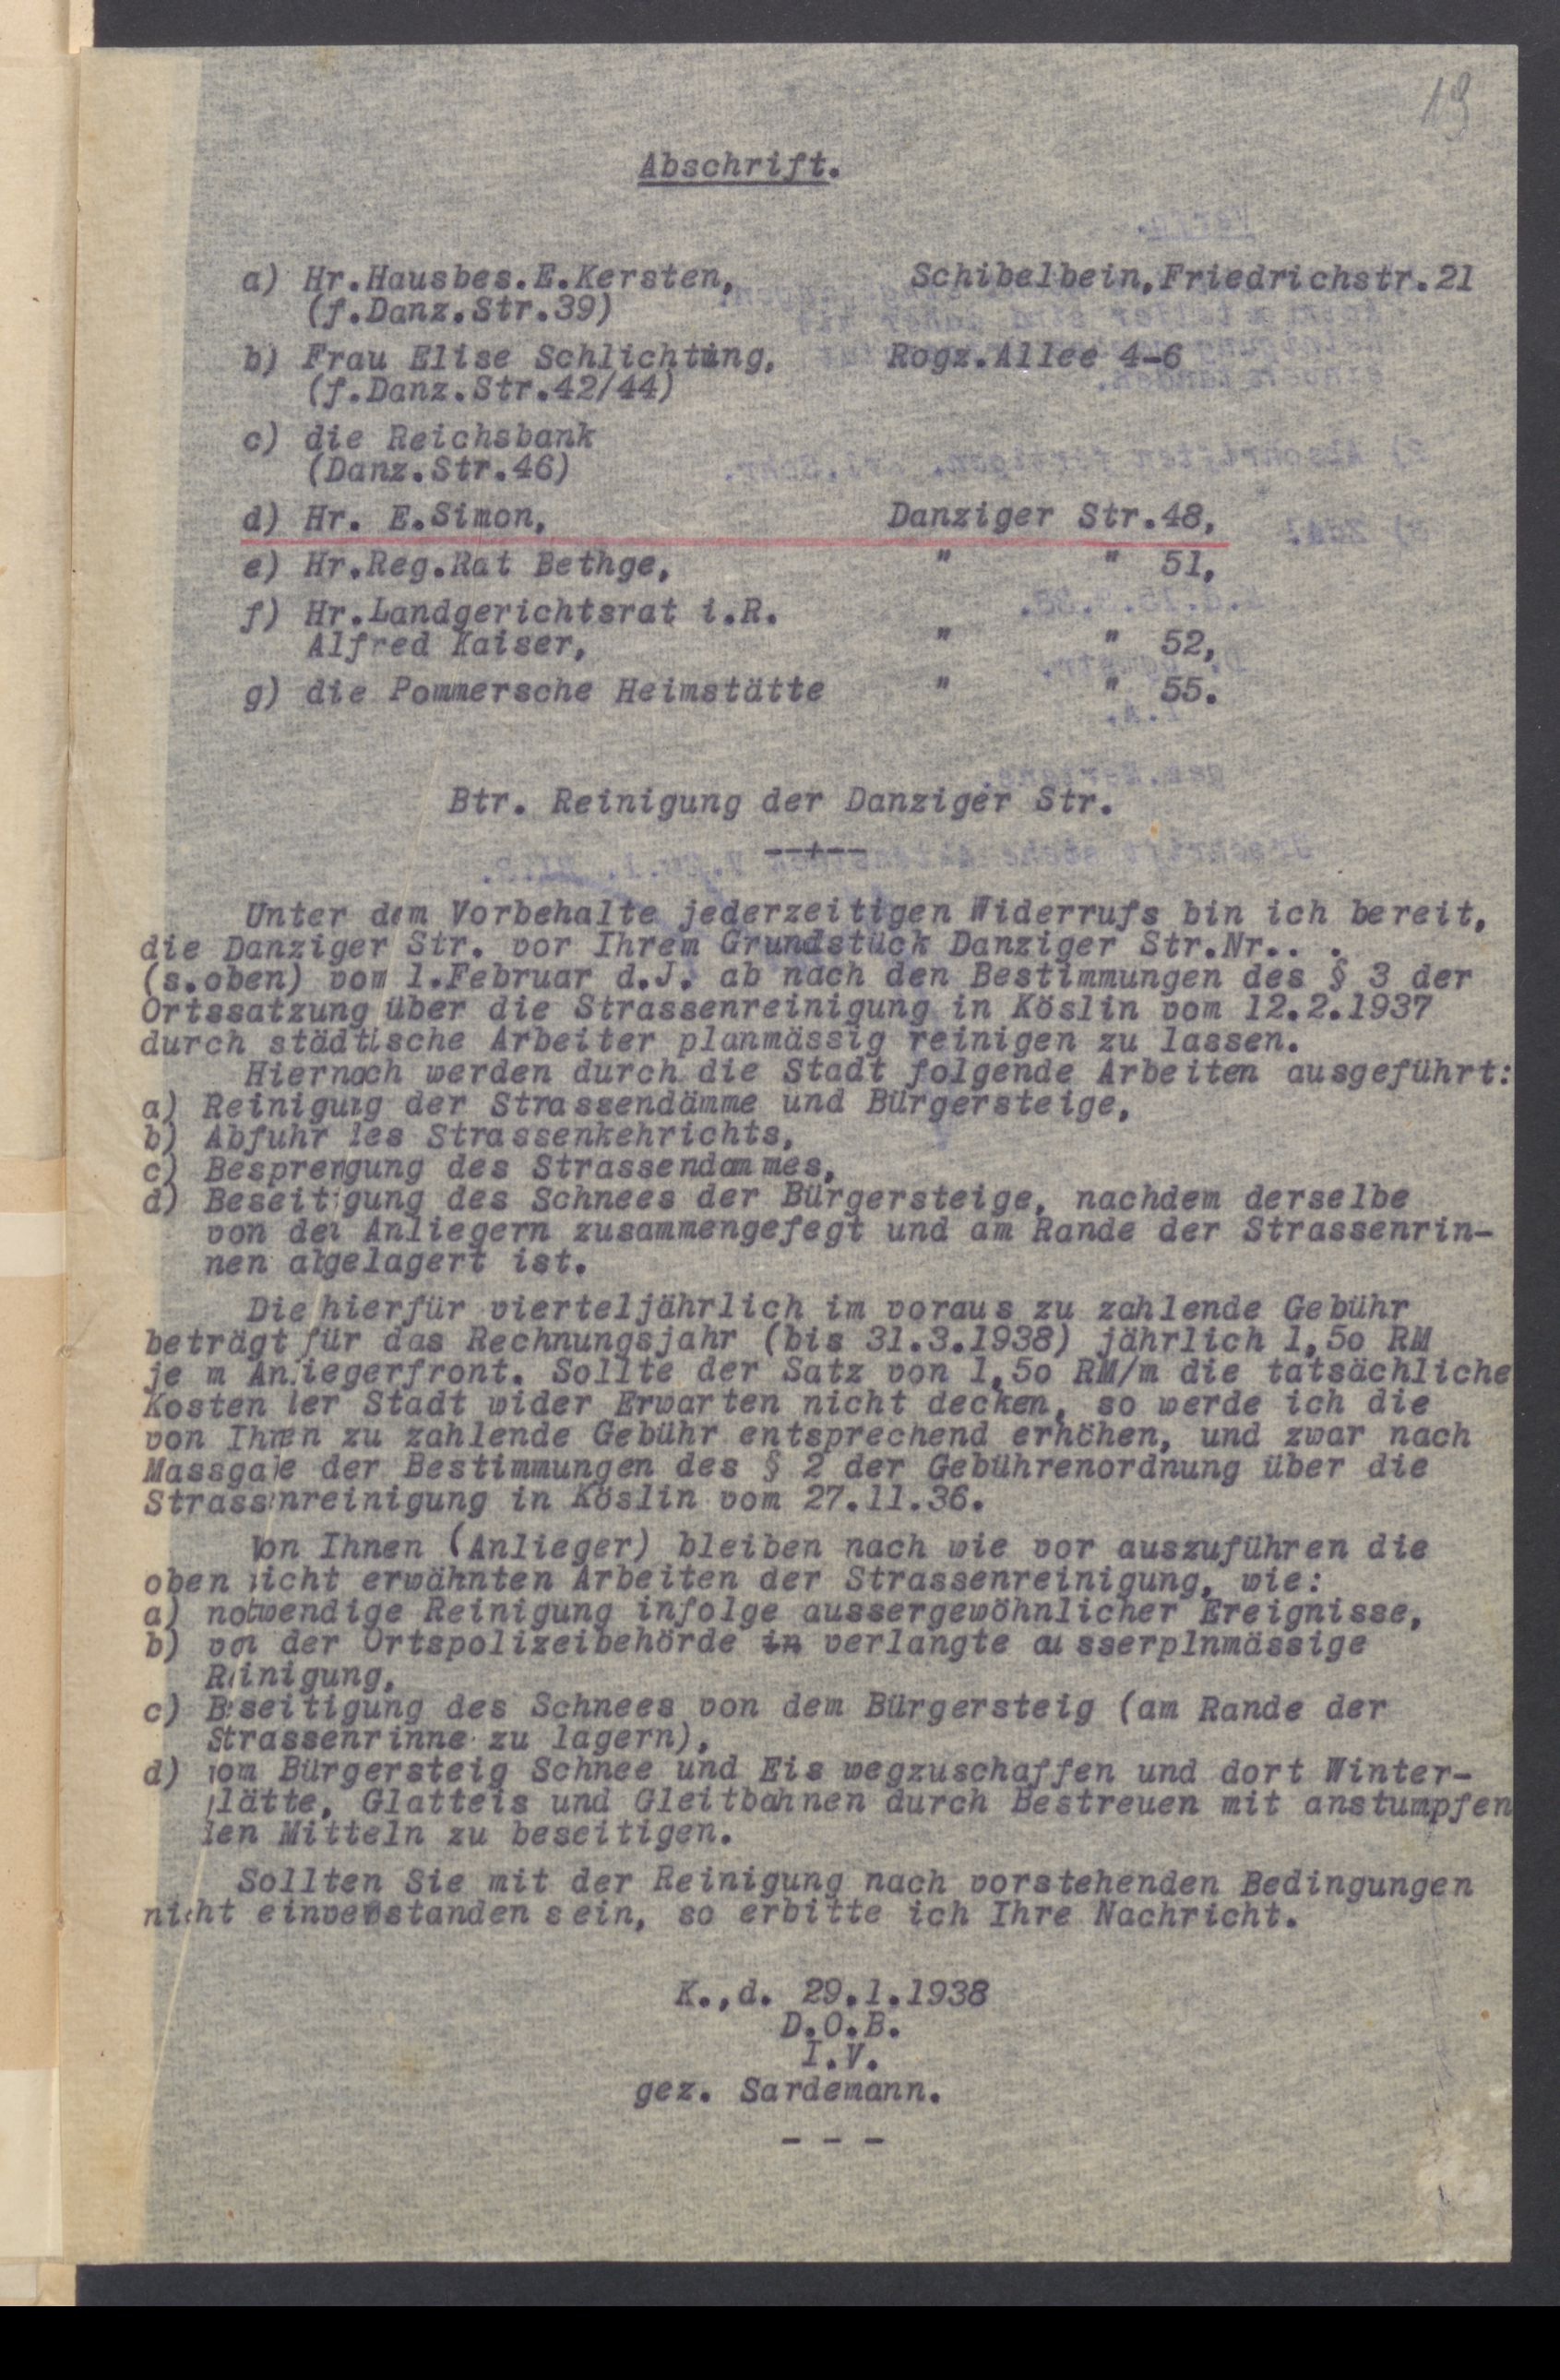 19
Abschrift.
a) Hr.Hausbes.E.Kersten, Schibelbein,Friedrichstr.21
(f.Danz.Str.39)
b) Frau Elise Schlichting, Rogz.Allee 4-6
(f.Danz.Str.42/44)
c) die Reichsbank
(Danz.Str.46)
d) Hr. E.Simon, Danziger Str.48,
e) Hr.Reg.Rat Bethge, " " 51,
f) Hr.Landgerichtsrat i.R.
Alfred Kaiser, " " 52,
g) die Pommersche Heimstätte " " 55.
Btr. Reinigung der Danziger Str.
--+--
Unter dem Vorbehalte jederzeitigen Widerrufs bin ich bereit,
die Danziger Str. vor Ihrem Grundstück Danziger Str.Nr.. .
(s.oben) vom 1.Februar d.J. ab nach den Bestimmungen des § 3 der
Ortssatzung über die Strassenreinigung in Köslin vom 12.2.1937
durch städtische Arbeiter planmässig reinigen zu lassen.
Hiernach werden durch die Stadt folgende Arbeiten ausgeführt:
a) Reinigung der Strassendämme und Bürgersteige,
b) Abfuhr des Strassenkehrichts,
c) Besprengung des Strassendammes,
d) Beseitigung des Schnees der Bürgersteige, nachdem derselbe
von den Anliegern zusammengefegt und am Rande der Strassenrin-
nen abgelagert ist.
Die hierfür vierteljährlich im voraus zu zahlende Gebühr
beträgt für das Rechnungsjahr (bis 31.3.1938) jährlich 1,5o RM
je m Anliegerfront. Sollte der Satz von 1,5o RM/m die tatsächliche
Kosten der Stadt wider Erwarten nicht decken, so werde ich die
von Ihnen zu zahlende Gebühr entsprechend erhöhen, und zwar nach
Massgabe der Bestimmungen des § 2 der Gebührenordnung über die
Strassenreinigung in Köslin vom 27.11.36.
Von Ihnen (Anlieger) bleiben nach wie vor auszuführen die
oben nicht erwähnten Arbeiten der Strassenreinigung, wie:
a) notwendige Reinigung infolge aussergewöhnlicher Ereignisse,
b) von der Ortspolizeibehörde in verlangte ausserplnmässige
Reinigung,
c) Beseitigung des Schnees von dem Bürgersteig (am Rande der
Strassenrinne zu lagern),
d) vom Bürgersteig Schnee und Eis wegzuschaffen und dort Winter-
glätte, Glatteis und Gleitbahnen durch Bestreuen mit anstumpfen
den Mitteln zu beseitigen.
Sollten Sie mit der Reinigung nach vorstehenden Bedingungen
nicht einverstanden sein, so erbitte ich Ihre Nachricht.
K.,d. 29.1.1938
D.O.B.
I.V.
gez. Sardemann.
- - -